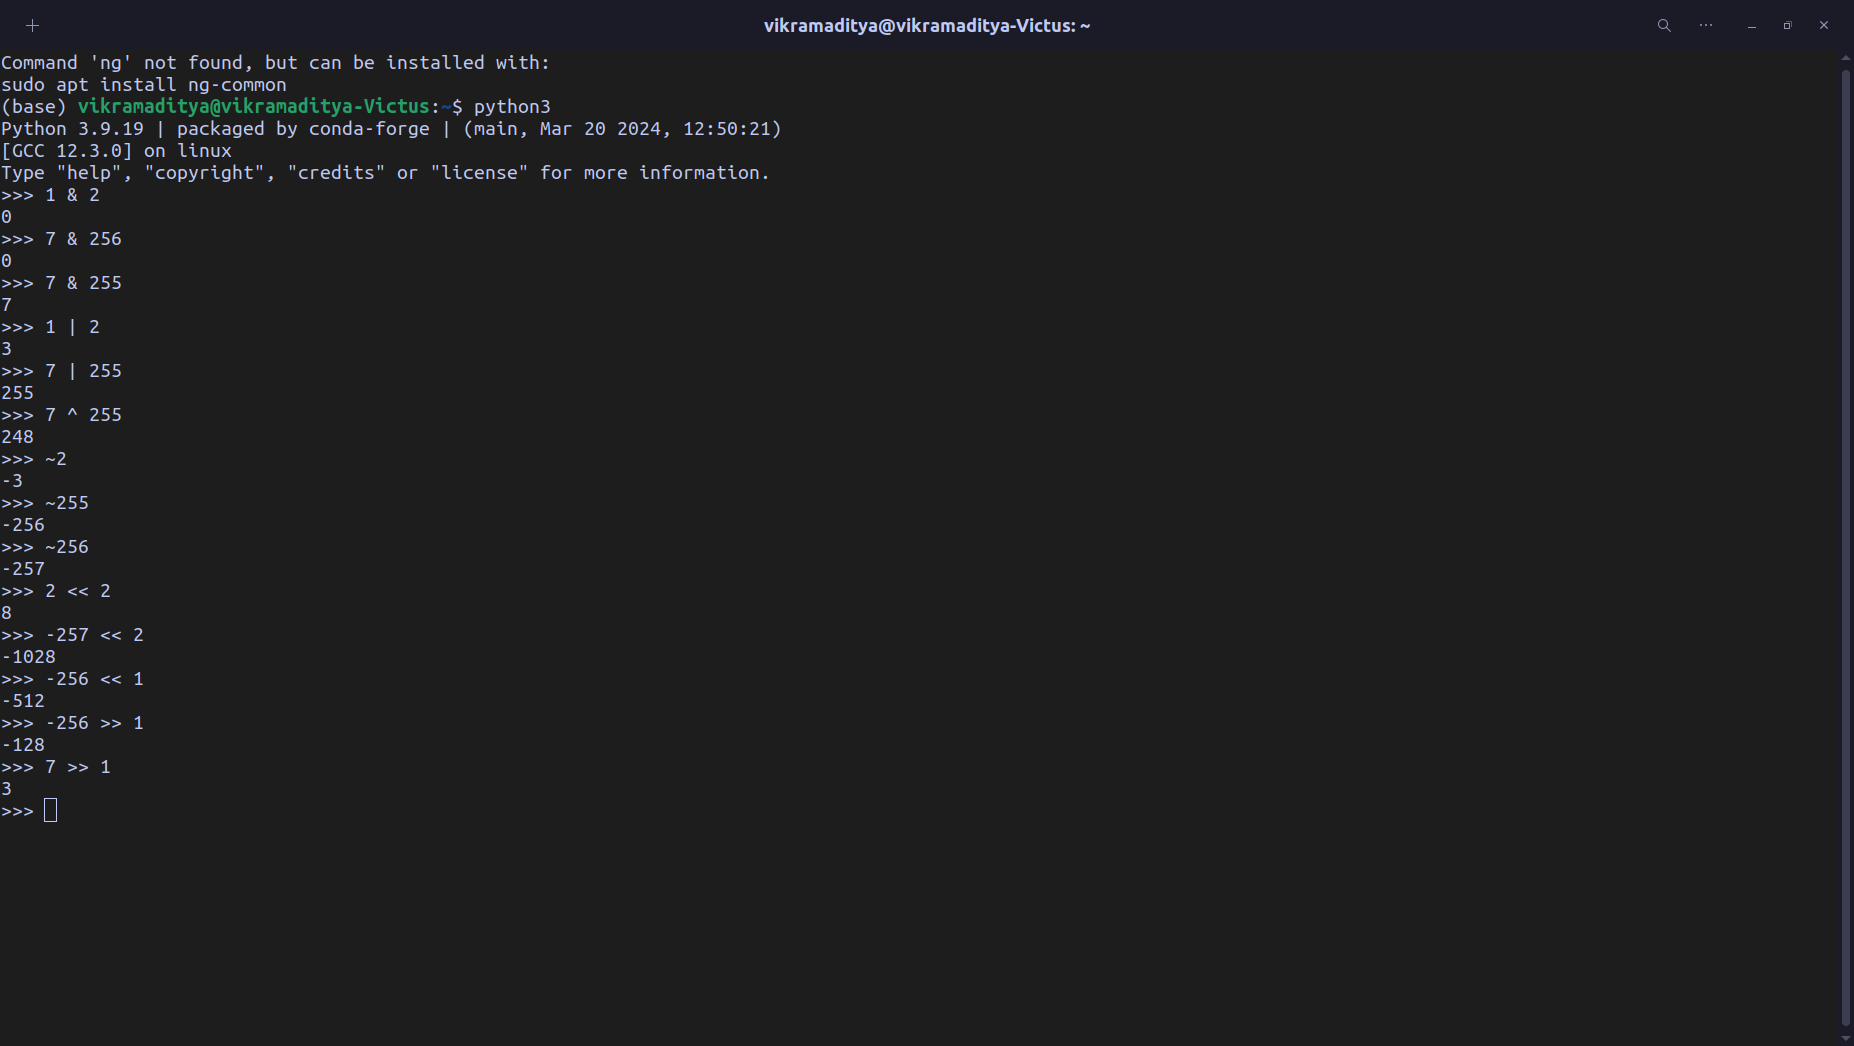 vikramaditya@vikramaditya-Victus: ~
Command 'ng' not found, but can be installed with:
sudo apt install ng-common
(base) vikramaditya@vikramaditya-Victus:~$ python3
Python 3.9.19 | packaged by conda-forge | (main, Mar 20 2024, 12:50:21)
[GCC 12.3.0] on linux
Type "help", "copyright", "credits" or "license" for more information.
>>> 1 & 2
0
>>> 7 & 256
0
>>> 7 & 255
7
>>> 1 | 2
3
>>> 7 | 255
255
>>> 7 ^ 255
248
>>> ~2
-3
>>> ~255
-256
>>> ~256
-257
>>> 2 << 2
8
>>> -257 << 2
-1028
>>> -256 << 1
-512
>>> -256 >> 1
-128
>>> 7 >> 1
3
>>>